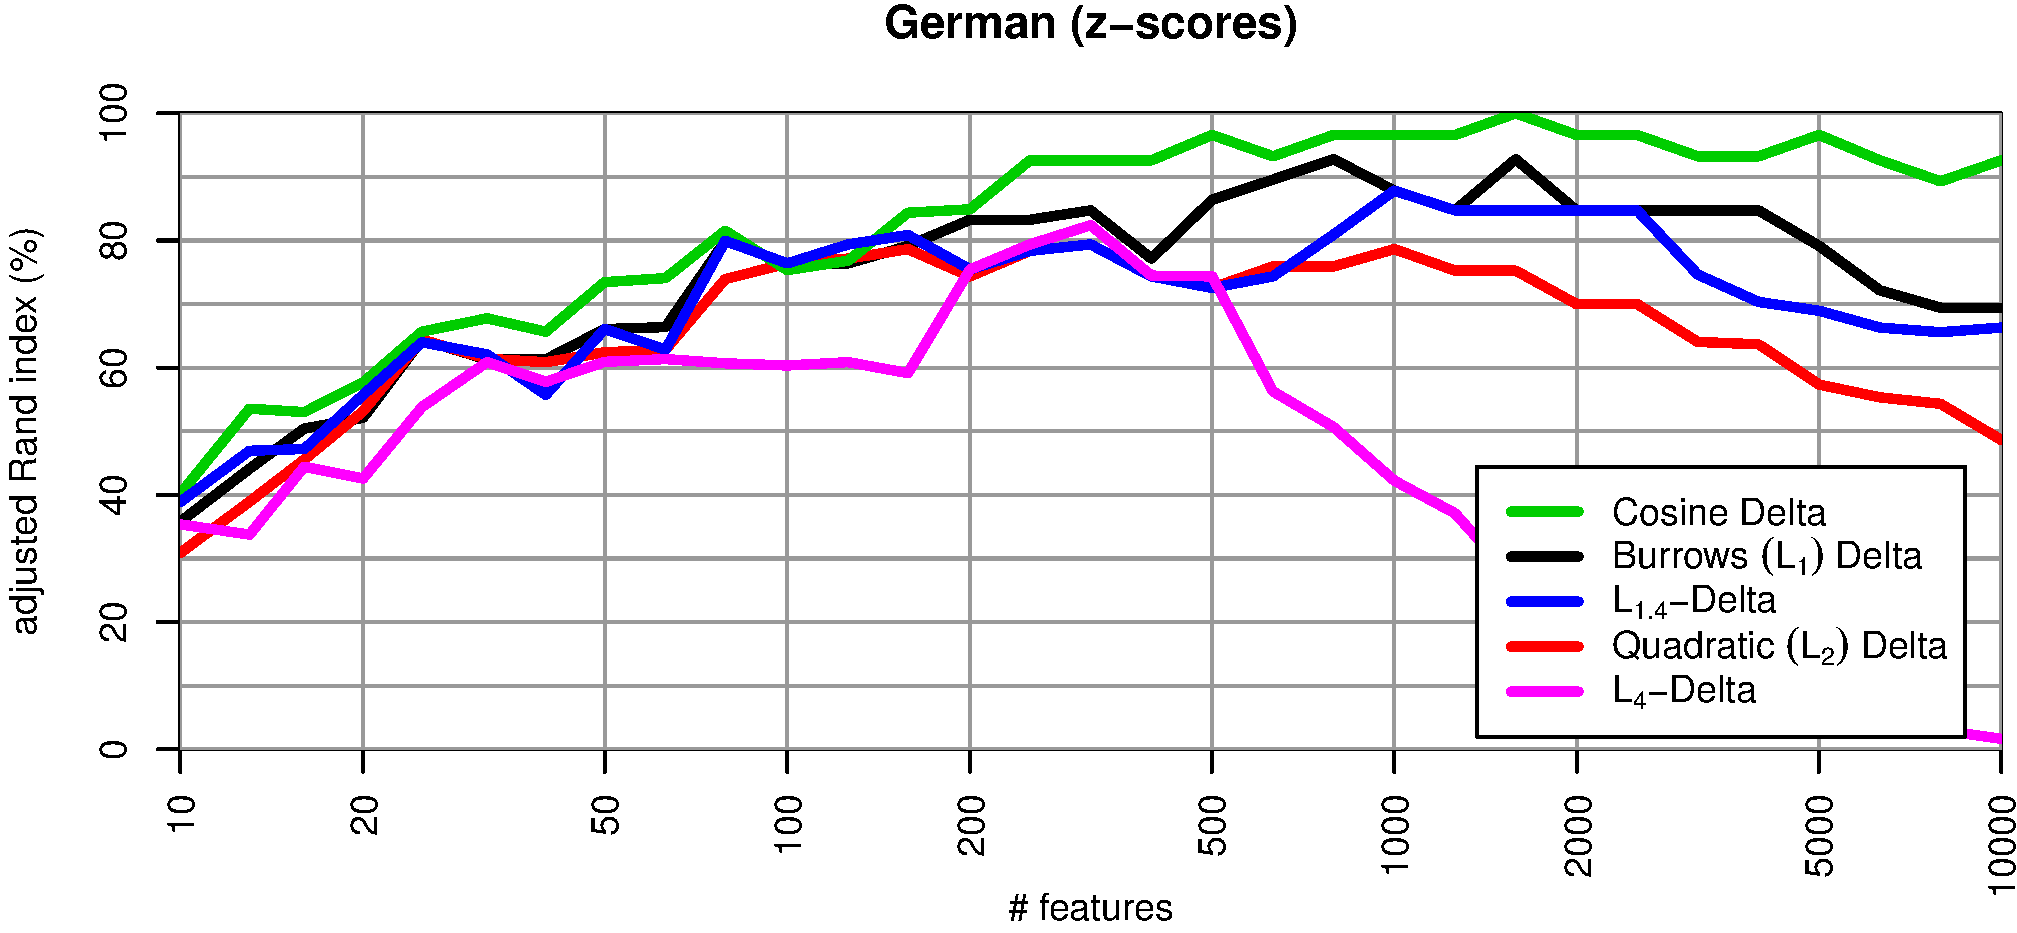 German (z−scores)
adjusted Rand index (%)
100
80
60
40
20
0
10
20
50
100
200
500
1000
2000
5000
10000
# features
Cosine Delta
Burrows (L₁) Delta
L₁.₄−Delta
Quadratic (L₂) Delta
L₄−Delta